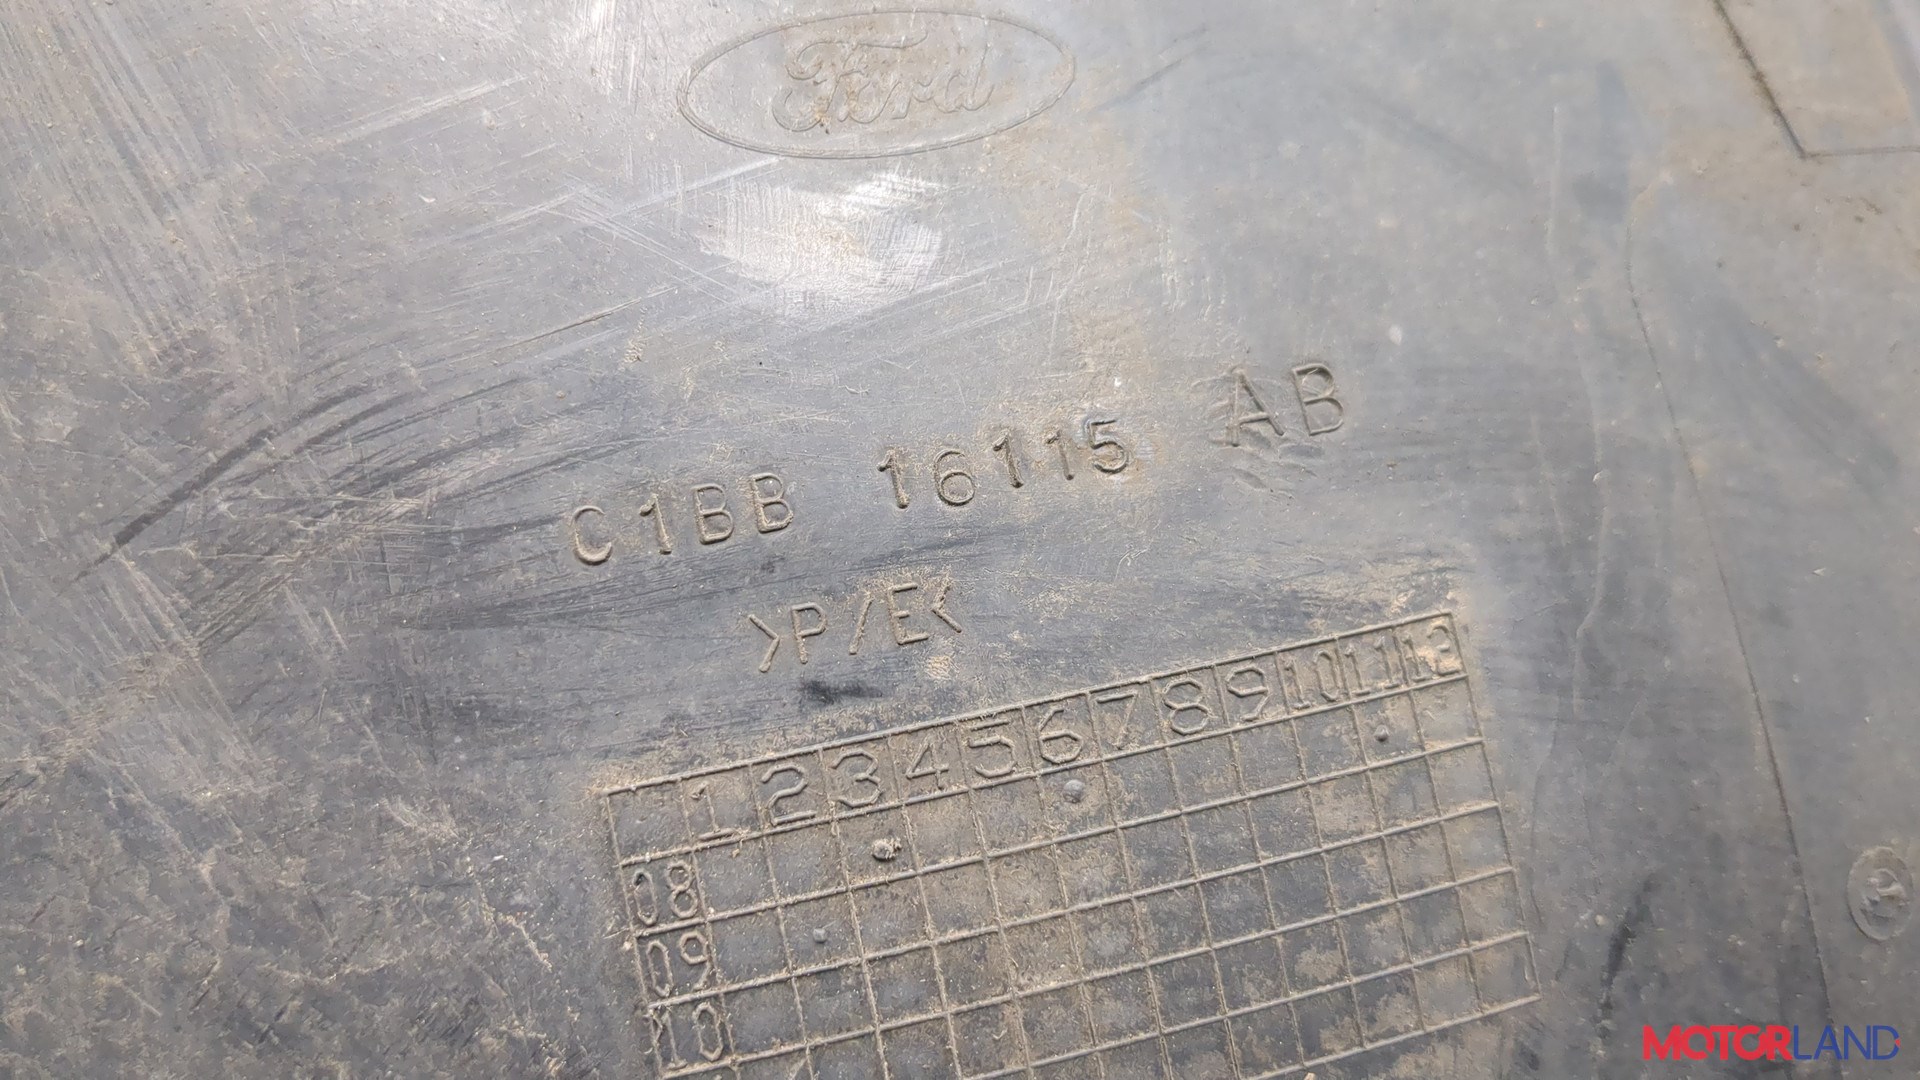 Ford
C1BB 16115 AB
>P/E<
1 2 3 4 5 6 7 8 9 10 11 12
08
09
10
MOTORLAND